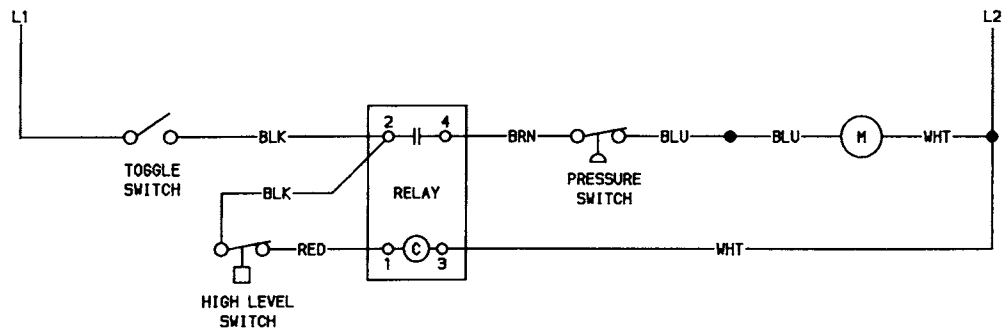 L1
L2
2
4
BLK
BRN
BLU
BLU
M
WHT
TOGGLE
SWITCH
PRESSURE
SWITCH
BLK
RELAY
RED
1
C
3
WHT
HIGH LEVEL
SWITCH